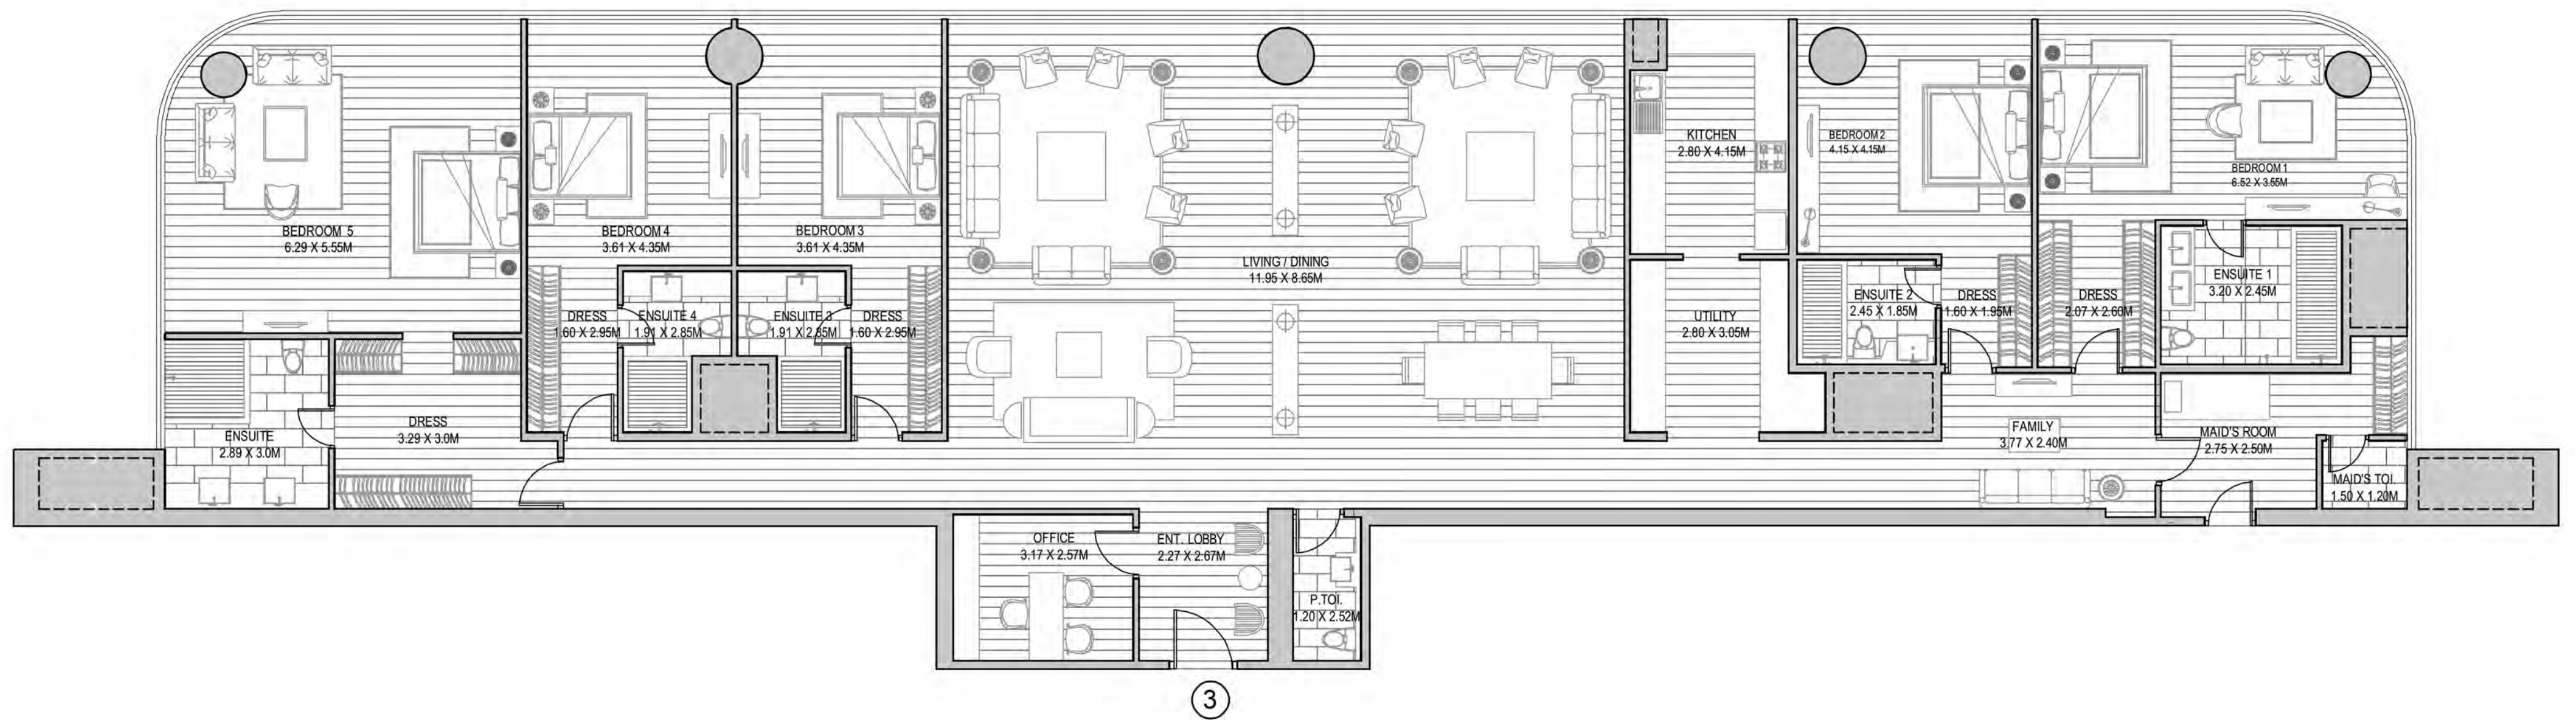 KITCHEN
2.80 X 4.15M
BEDROOM 2
4.15 X 4.15M
BEDROOM 1
6.52 X 3.55M
BEDROOM 5
6.29 X 5.55M
BEDROOM 4
3.61 X 4.35M
BEDROOM 3
3.61 X 4.35M
LIVING / DINING
11.95 X 8.65M
ENSUITE 1
3.20 X 2.45M
ENSUITE 2
2.45 X 1.85M
DRESS
1.60 X 1.95M
DRESS
2.07 X 2.60M
DRESS
1.60 X 2.95M
ENSUITE 4
1.91 X 2.85M
ENSUITE 3
1.91 X 2.85M
DRESS
1.60 X 2.95M
UTILITY
2.80 X 3.05M
DRESS
3.29 X 3.0M
ENSUITE
2.89 X 3.0M
FAMILY
3.77 X 2.40M
MAID'S ROOM
2.75 X 2.50M
MAID'S TOI.
1.50 X 1.20M
OFFICE
3.17 X 2.57M
ENT. LOBBY
2.27 X 2.67M
P.TOI.
1.20 X 2.52M
3